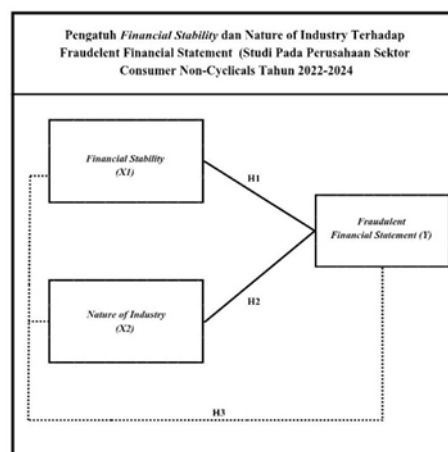 Pengatuh Financial Stability dan Nature of Industry Terhadap
Fraudelent Financial Statement (Studi Pada Perusahaan Sektor
Consumer Non-Cyclicals Tahun 2022-2024
Financial Stability
(X1)
H1
Fraudulent
Financial Statement (Y)
H2
Nature of Industry
(X2)
H3